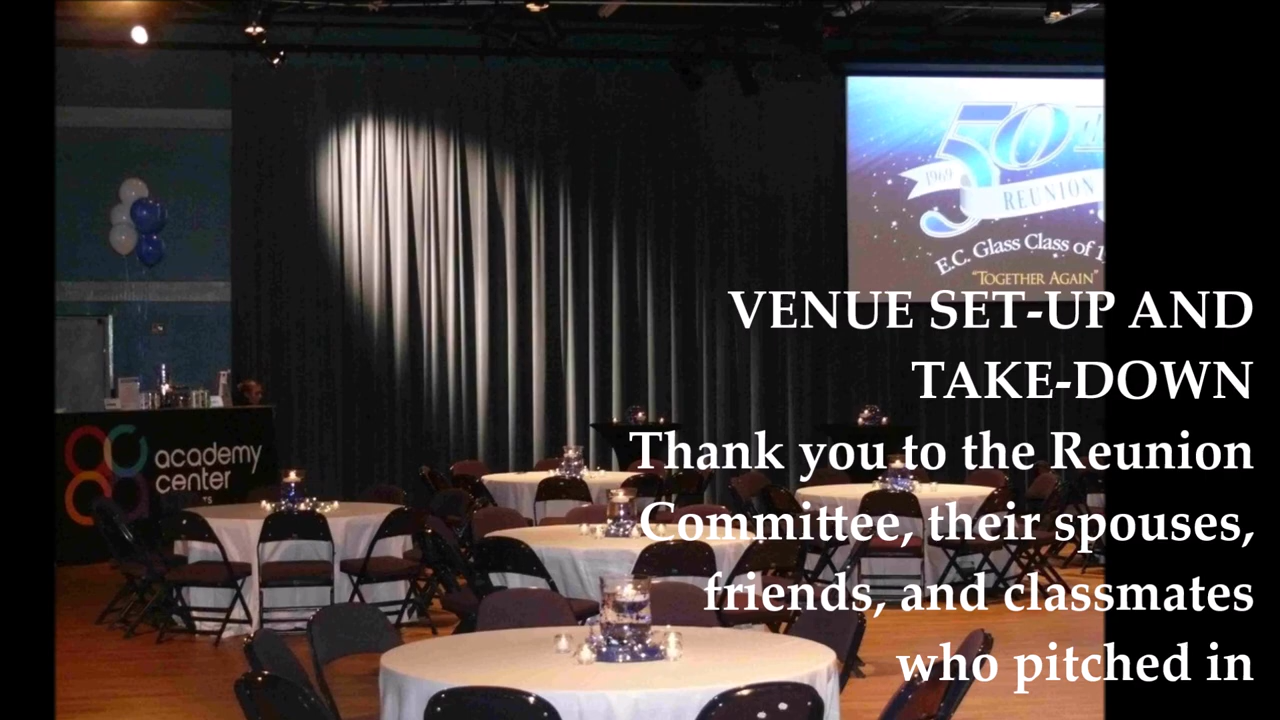 50th
1969
REUNION
E.C. Glass Class of 1
"TOGETHER AGAIN"
VENUE SET-UP AND
TAKE-DOWN
Thank you to the Reunion
Committee, their spouses,
friends, and classmates
who pitched in
academy
center